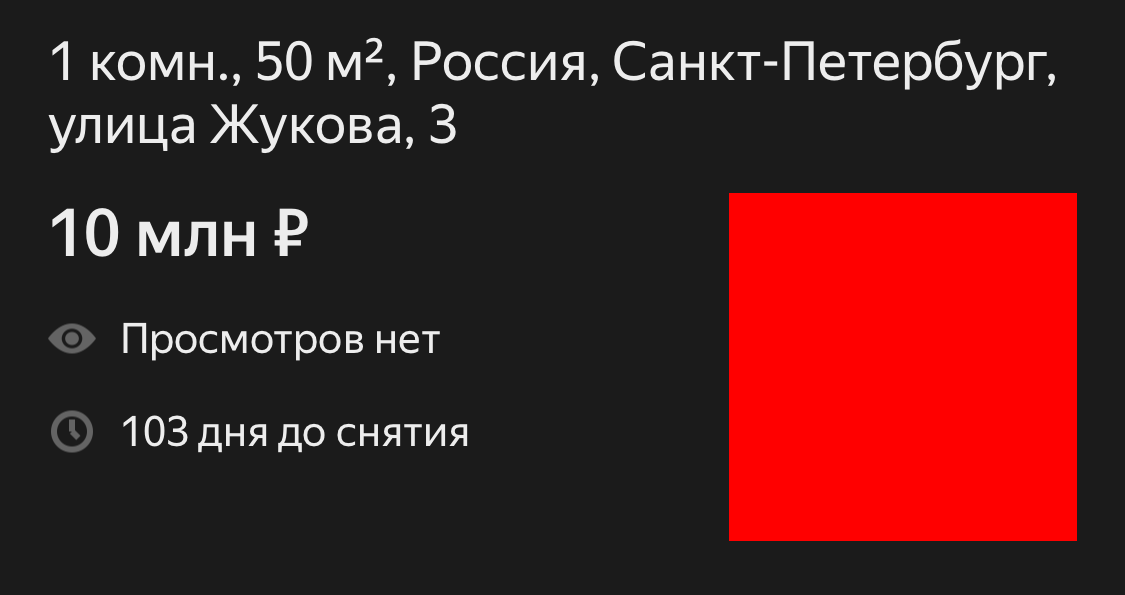 1 комн., 50 м², Россия, Санкт-Петербург,
улица Жукова, 3
10 млн ₽
Просмотров нет
103 дня до снятия